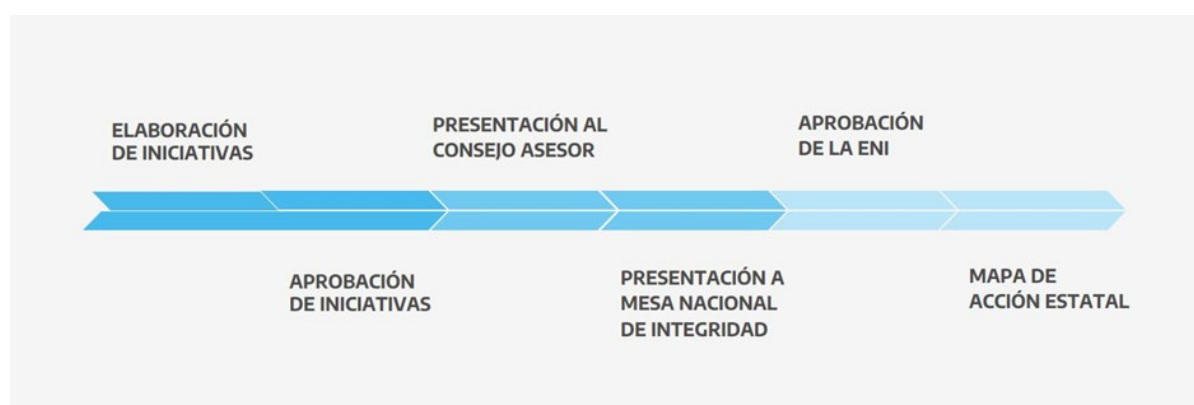 ELABORACIÓN
DE INICIATIVAS
APROBACIÓN
DE INICIATIVAS
PRESENTACIÓN AL
CONSEJO ASESOR
PRESENTACIÓN A
MESA NACIONAL
DE INTEGRIDAD
APROBACIÓN
DE LA ENI
MAPA DE
ACCIÓN ESTATAL